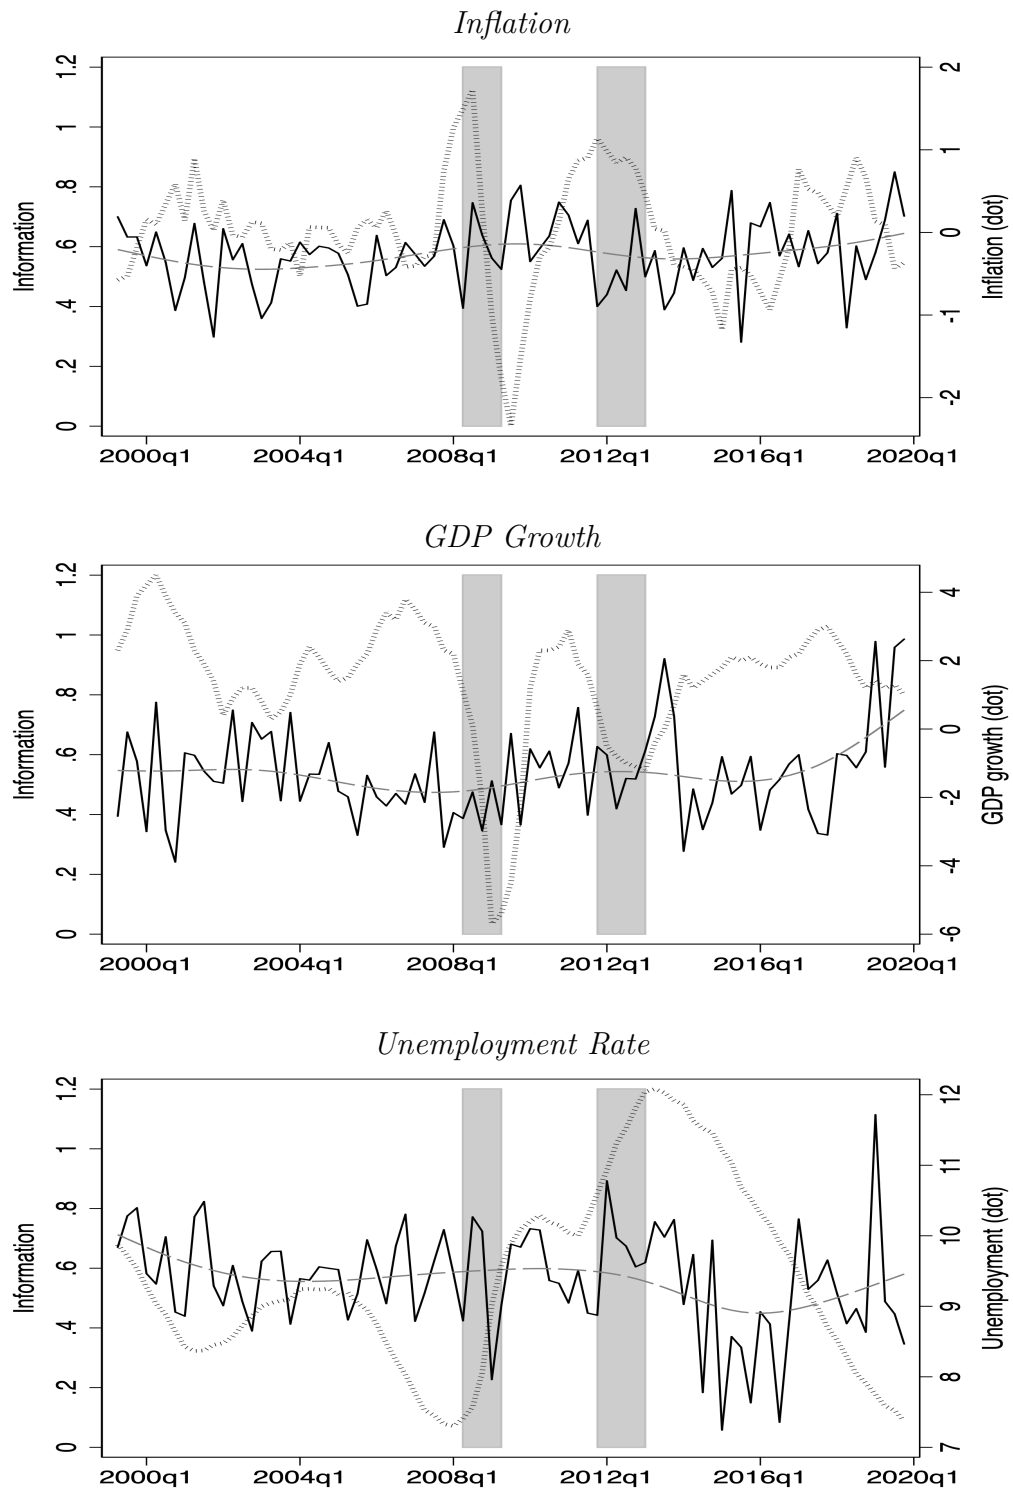 Inflation
Information
0 .2 .4 .6 .8 1 1.2
-2 -1 0 1 2
Inflation (dot)
2000q1 2004q1 2008q1 2012q1 2016q1 2020q1
GDP Growth
Information
0 .2 .4 .6 .8 1 1.2
-6 -4 -2 0 2 4
GDP growth (dot)
2000q1 2004q1 2008q1 2012q1 2016q1 2020q1
Unemployment Rate
Information
0 .2 .4 .6 .8 1 1.2
7 8 9 10 11 12
Unemployment (dot)
2000q1 2004q1 2008q1 2012q1 2016q1 2020q1